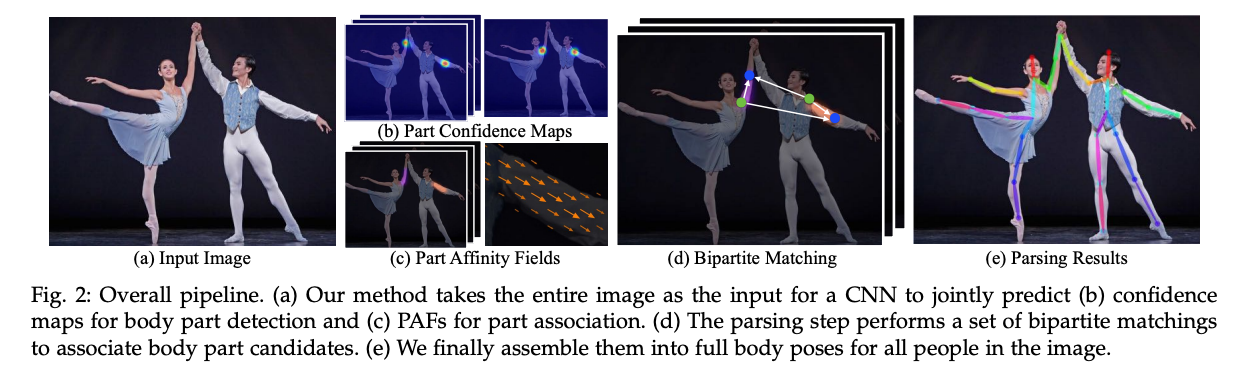 (b) Part Confidence Maps
(a) Input Image
(c) Part Affinity Fields
(d) Bipartite Matching
(e) Parsing Results
Fig. 2: Overall pipeline. (a) Our method takes the entire image as the input for a CNN to jointly predict (b) confidence
maps for body part detection and (c) PAFs for part association. (d) The parsing step performs a set of bipartite matchings
to associate body part candidates. (e) We finally assemble them into full body poses for all people in the image.